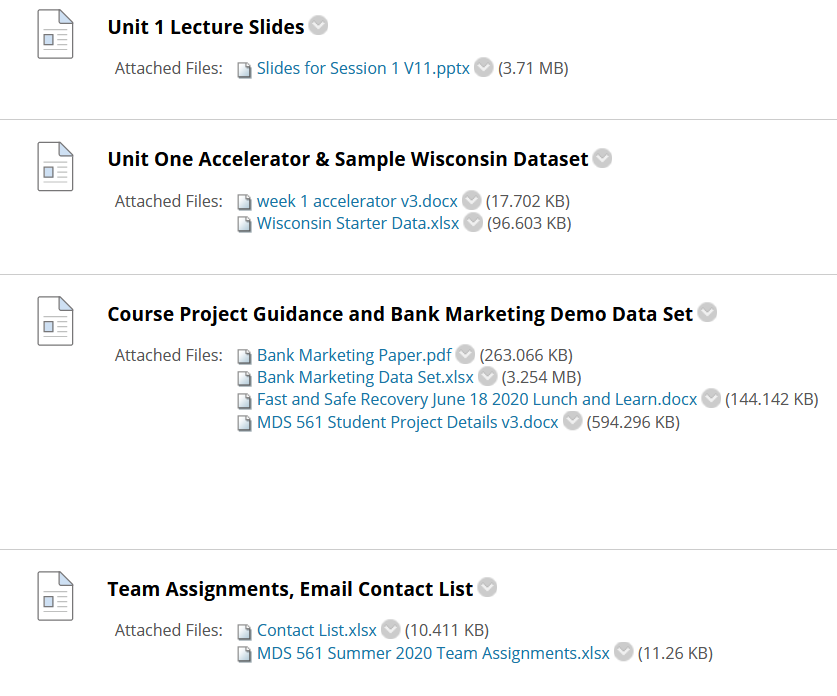 Unit 1 Lecture Slides
Attached Files: Slides for Session 1 V11.pptx (3.71 MB)
Unit One Accelerator & Sample Wisconsin Dataset
Attached Files: week 1 accelerator v3.docx (17.702 KB)
Wisconsin Starter Data.xlsx (96.603 KB)
Course Project Guidance and Bank Marketing Demo Data Set
Attached Files: Bank Marketing Paper.pdf (263.066 KB)
Bank Marketing Data Set.xlsx (3.254 MB)
Fast and Safe Recovery June 18 2020 Lunch and Learn.docx (144.142 KB)
MDS 561 Student Project Details v3.docx (594.296 KB)
Team Assignments, Email Contact List
Attached Files: Contact List.xlsx (10.411 KB)
MDS 561 Summer 2020 Team Assignments.xlsx (11.26 KB)